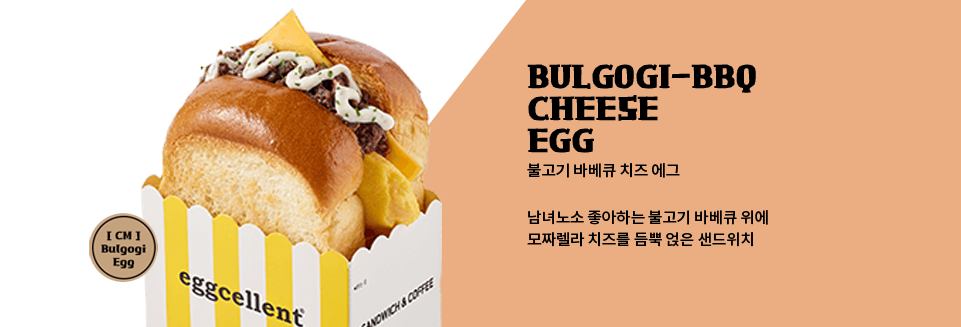 BULGOGI-BBQ
CHEESE
EGG
불고기 바베큐 치즈 에그
남녀노소 좋아하는 불고기 바베큐 위에
모짜렐라 치즈를 듬뿍 얹은 샌드위치
[ CM ]
Bulgogi
Egg
eggcellent
SANDWICH & COFFEE